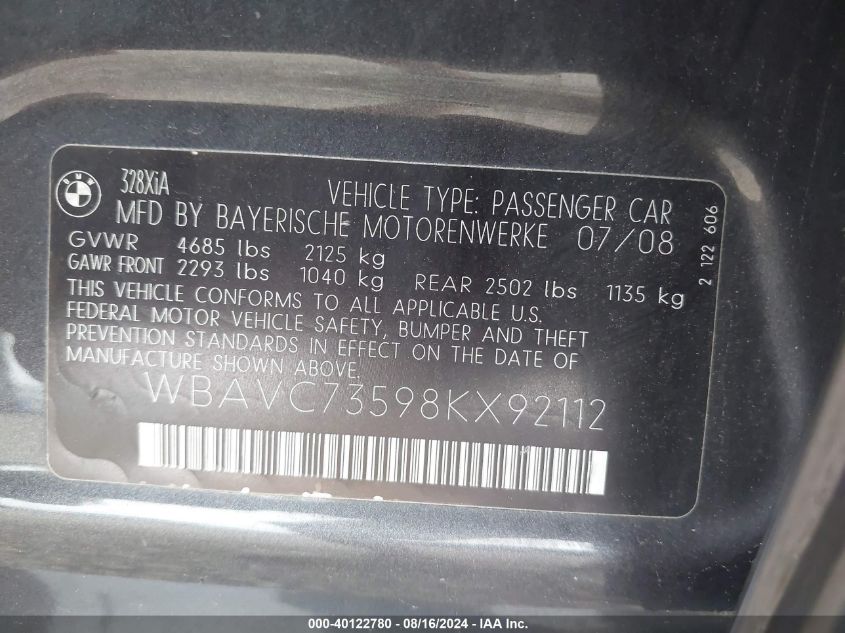 BMW
328XiA VEHICLE TYPE: PASSENGER CAR
MFD BY BAYERISCHE MOTORENWERKE 07/08
GVWR 4685 lbs 2125 kg
GAWR FRONT 2293 lbs 1040 kg REAR 2502 lbs 1135 kg
THIS VEHICLE CONFORMS TO ALL APPLICABLE U.S.
FEDERAL MOTOR VEHICLE SAFETY, BUMPER AND THEFT
PREVENTION STANDARDS IN EFFECT ON THE DATE OF
MANUFACTURE SHOWN ABOVE.
WBAVC73598KX92112
2 122 606
000-40122780 - 08/16/2024 - IAA Inc.